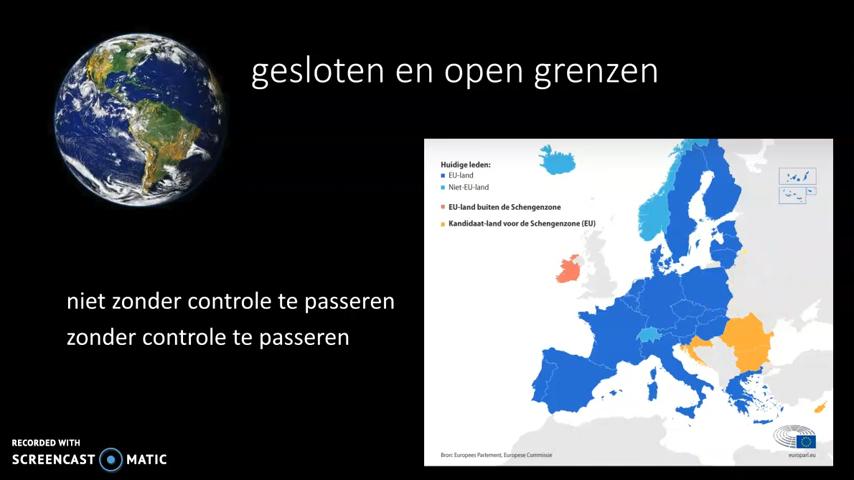 gesloten en open grenzen
Huidige leden:
EU-land
Niet-EU-land
EU-land buiten de Schengenzone
Kandidaat-land voor de Schengenzone (EU)
niet zonder controle te passeren
zonder controle te passeren
Bron: Europees Parlement, Europese Commissie
europarl.eu
RECORDED WITH
SCREENCAST MATIC